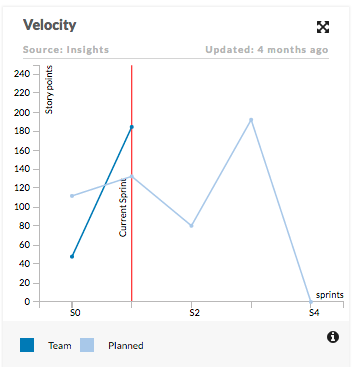 Velocity
Source: Insights
Updated: 4 months ago
Story points
240
220
200
180
160
140
120
100
80
60
40
20
0
Current Sprint
sprints
S0
S2
S4
Team
Planned